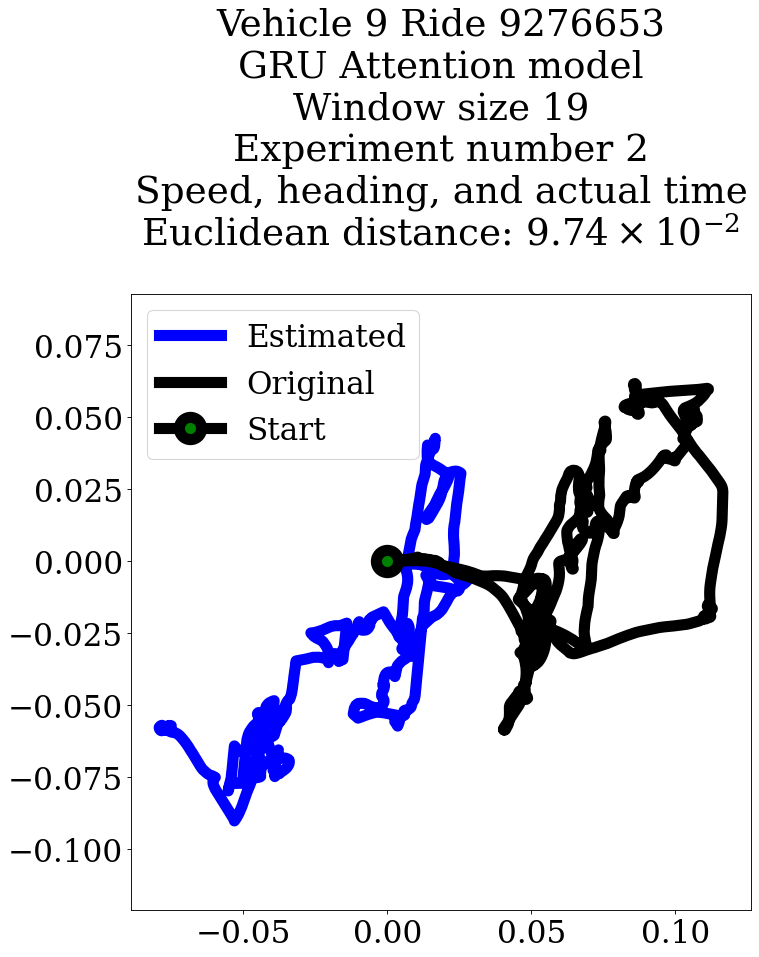 Vehicle 9 Ride 9276653
GRU Attention model
Window size 19
Experiment number 2
Speed, heading, and actual time
Euclidean distance: 9.74 × 10⁻²
Estimated
Original
Start
0.075
0.050
0.025
0.000
−0.025
−0.050
−0.075
−0.100
−0.05
0.00
0.05
0.10